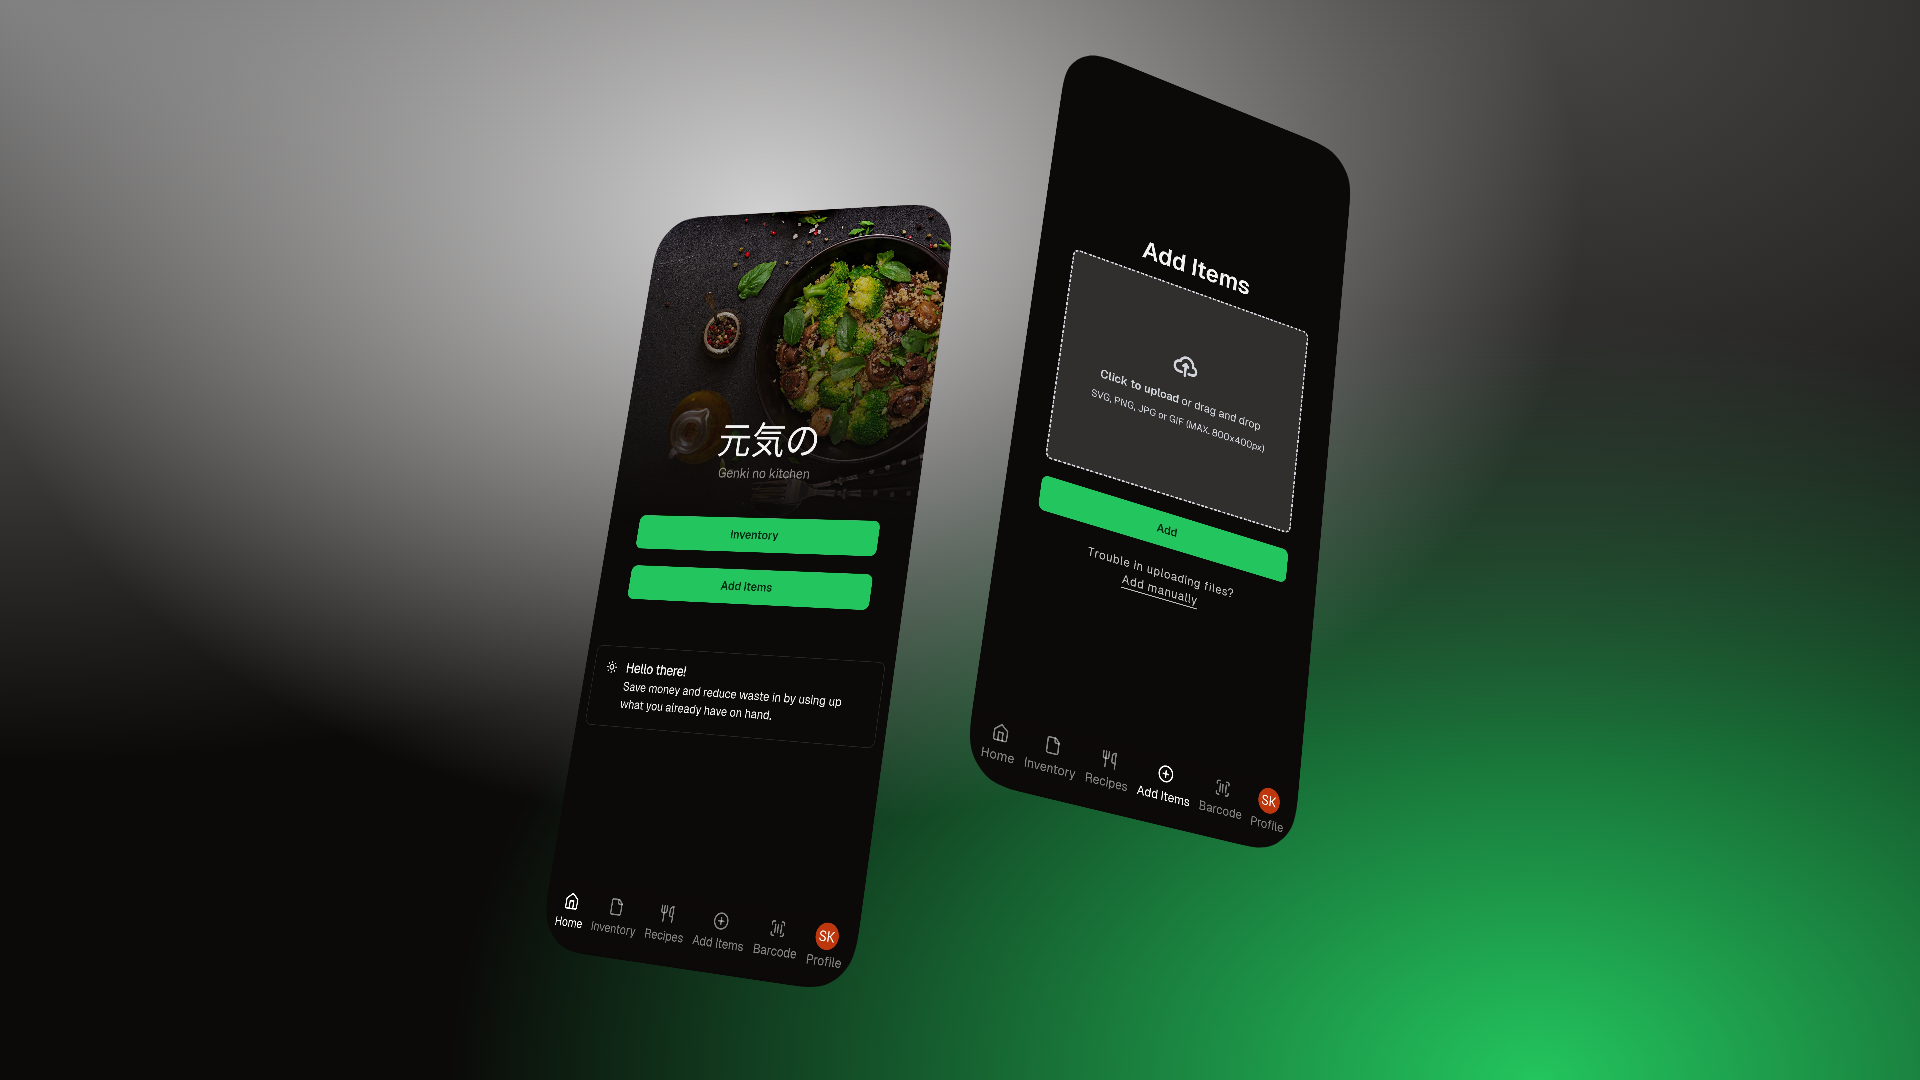 元気の
Genki no kitchen
Inventory
Add Items
Hello there!
Save money and reduce waste in by using up
what you already have on hand.
Home
Inventory
Recipes
Add Items
Barcode
SK
Profile
Add Items
Click to upload or drag and drop
SVG, PNG, JPG or GIF (MAX. 800x400px)
Add
Trouble in uploading files?
Add manually
Home
Inventory
Recipes
Add Items
Barcode
SK
Profile